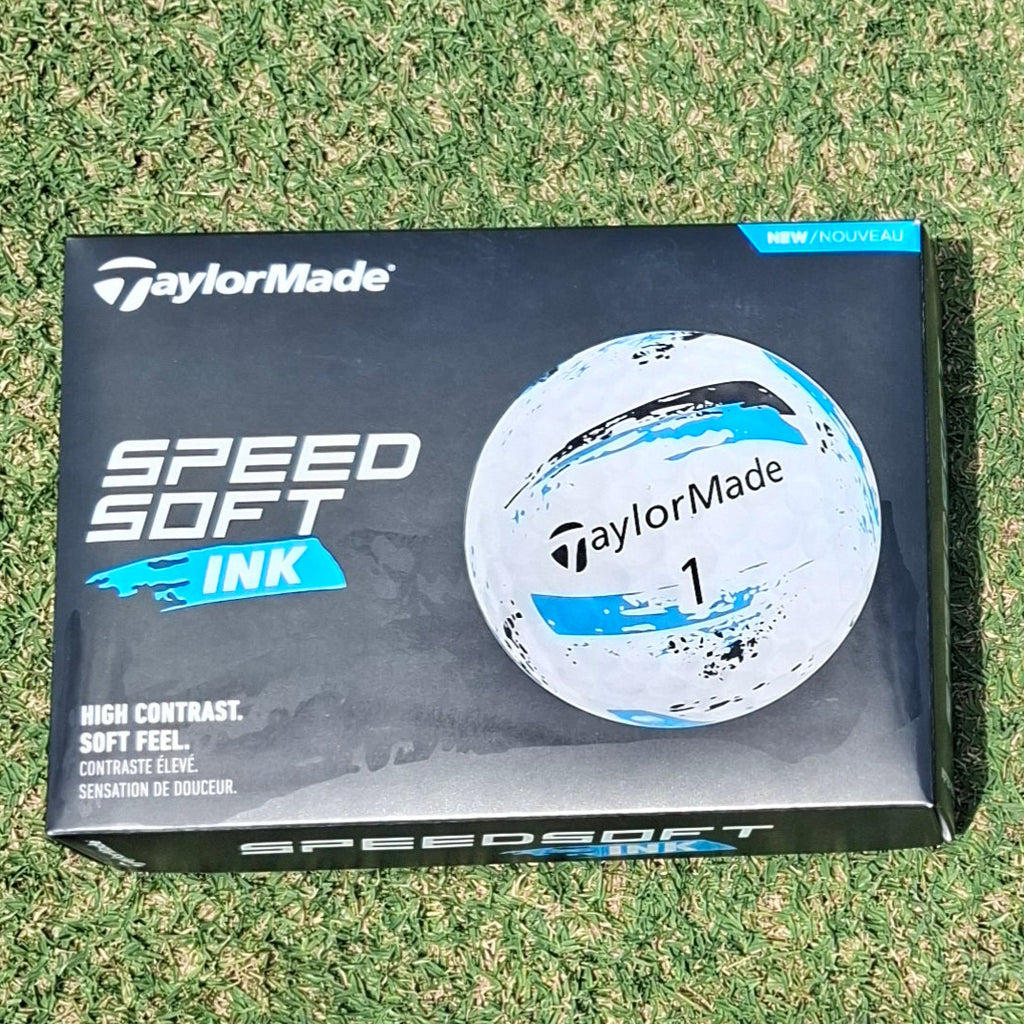 NEW/NOUVEAU
TaylorMade®
SPEED
SOFT
INK
TaylorMade
1
HIGH CONTRAST.
SOFT FEEL.
CONTRASTE ÉLEVÉ.
SENSATION DE DOUCEUR.
SPEEDSOFT
INK